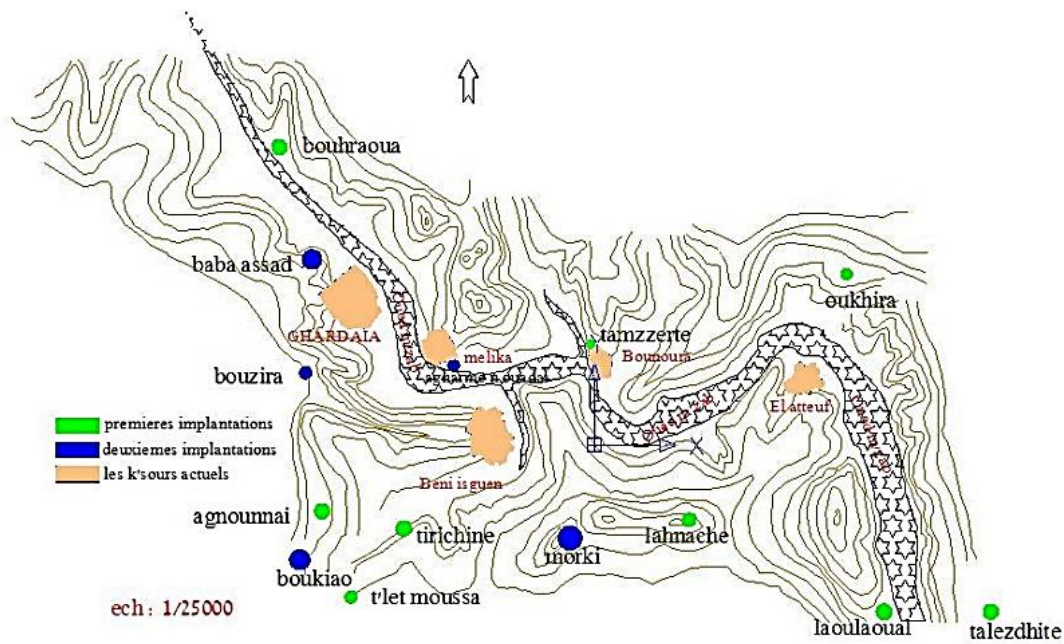 bouhraoua
baba assad
oukhira
GHARDAIA
tamzzerte
melika
Bounoura
bouzira
El atteuf
premieres implantations
deuxiemes implantations
les k'sours actuels
Beni isguen
X
agnounnai
tirichine
lahnache
morki
boukiao
t'let moussa
ech : 1/25000
laoulaoual
talezdhite